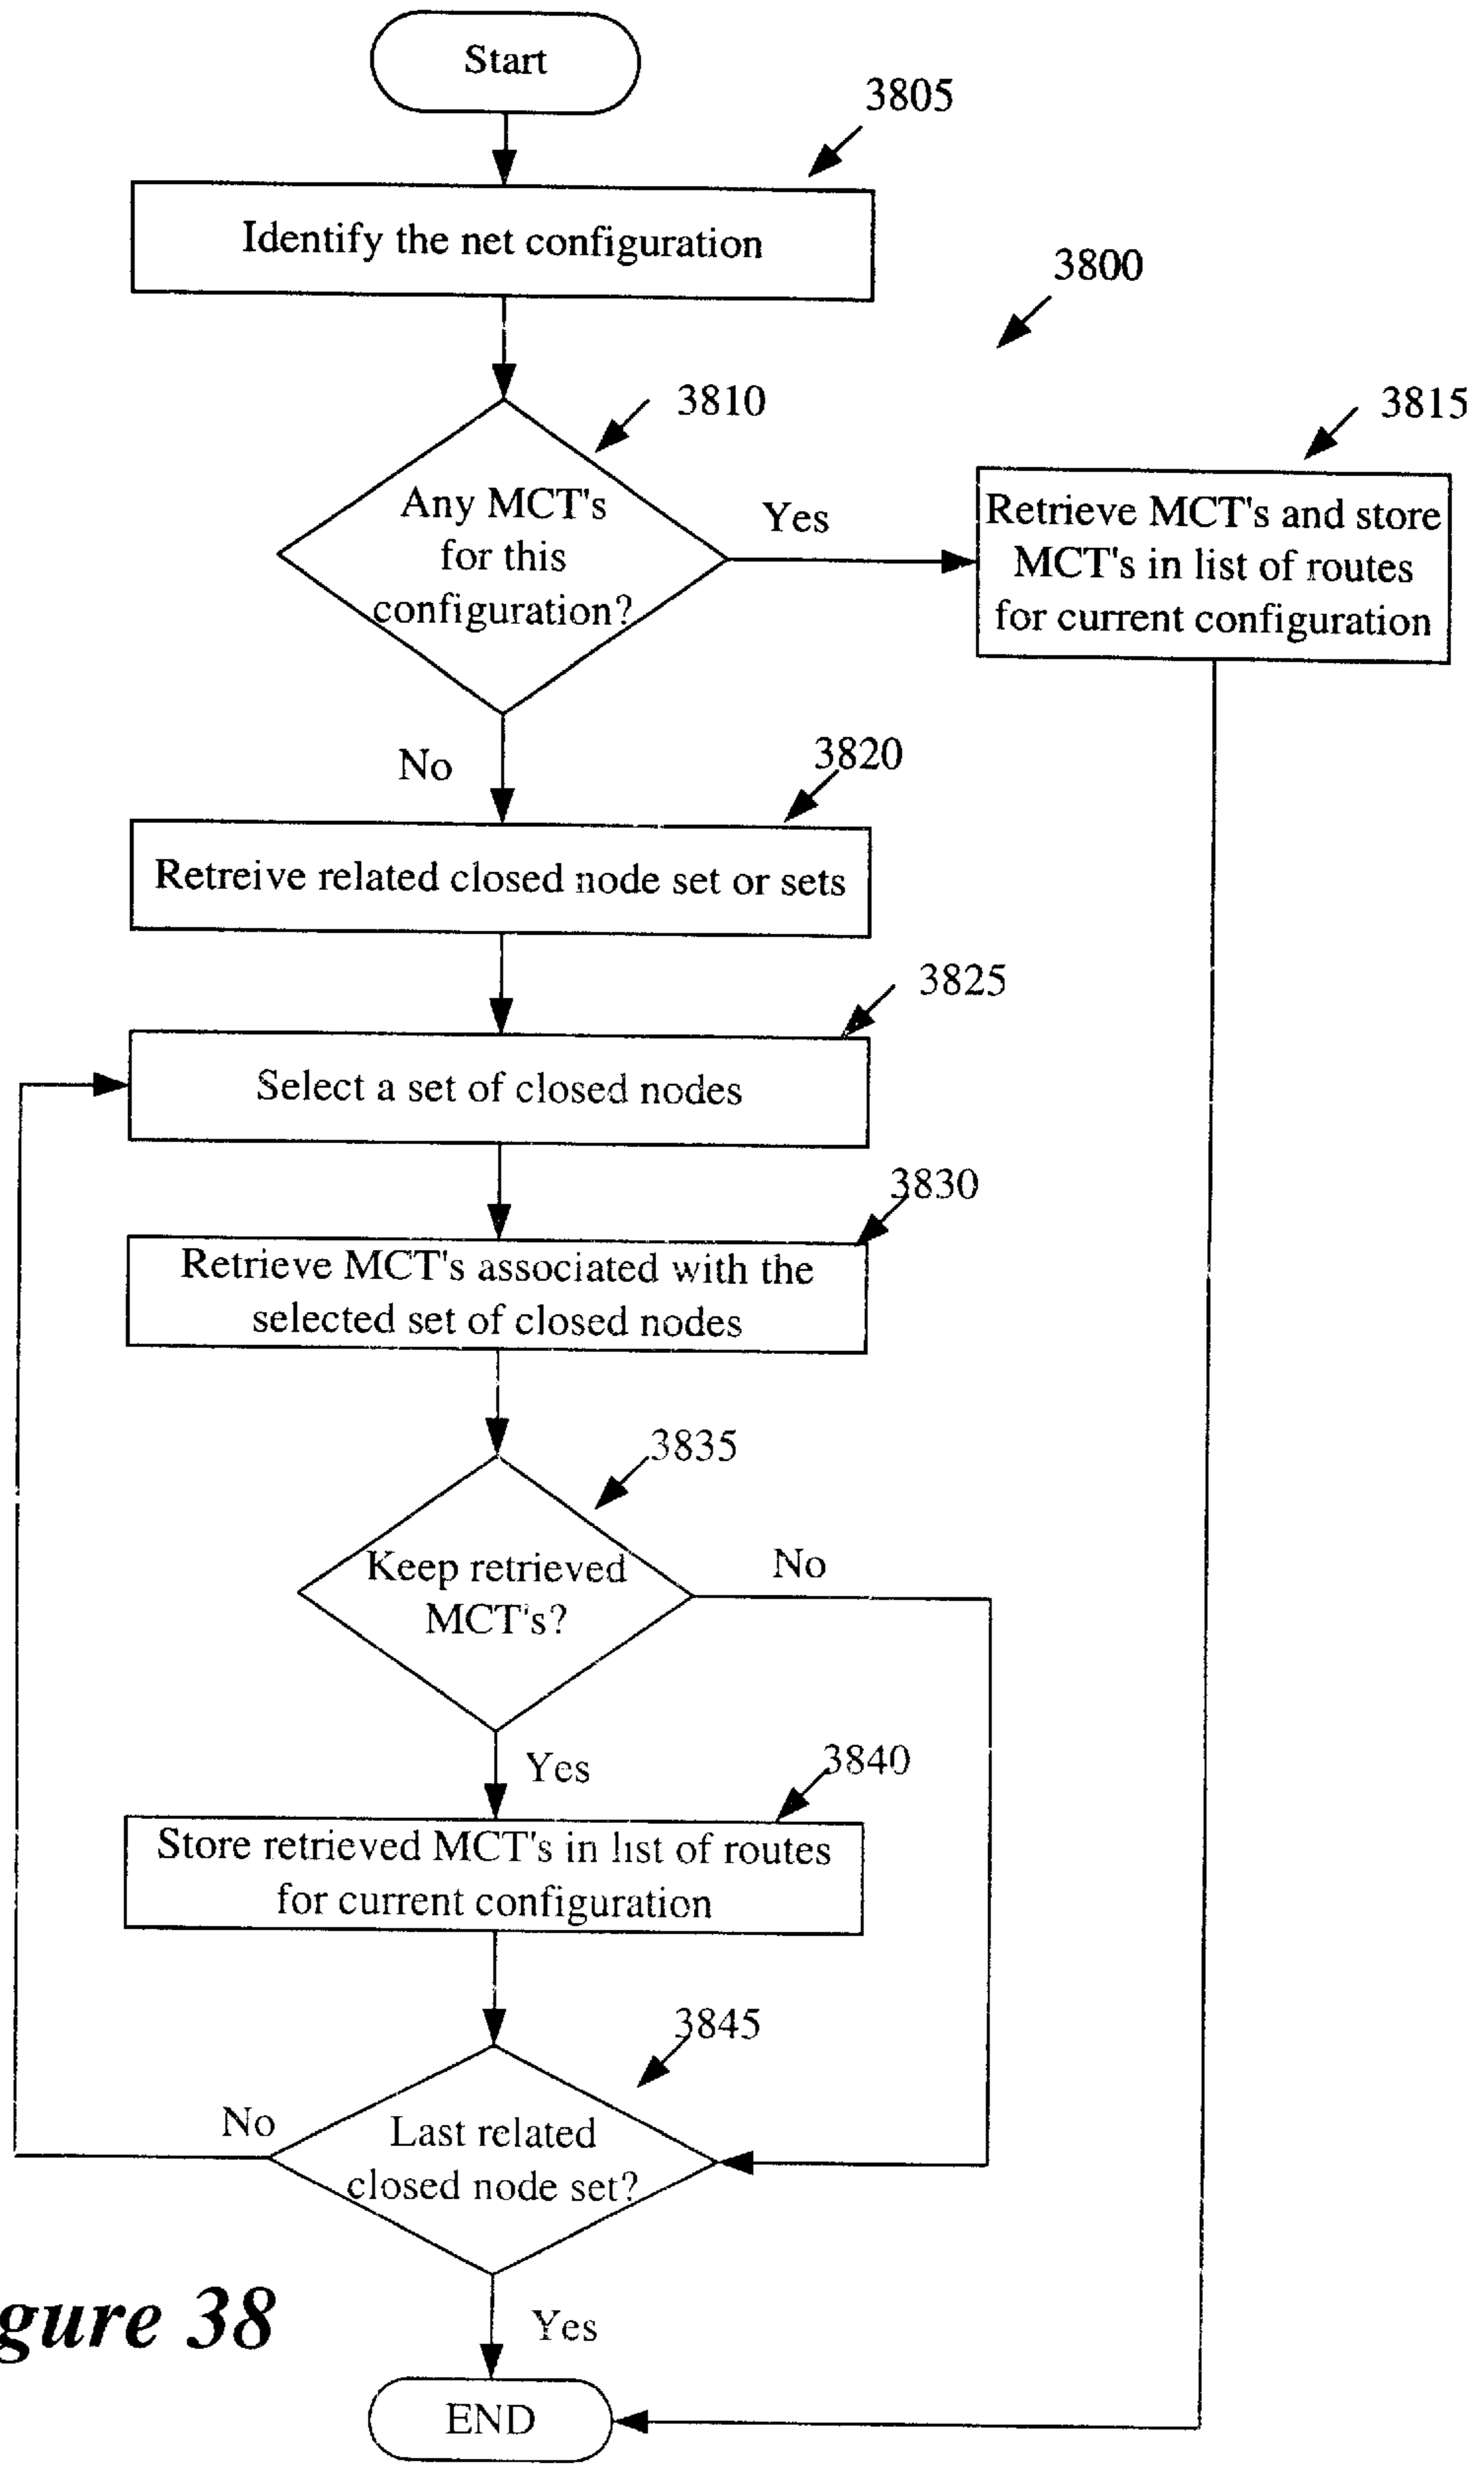 Start
3805
Identify the net configuration
3800
3810
3815
Any MCT's
for this
configuration?
Yes
Retrieve MCT's and store
MCT's in list of routes
for current configuration
No
3820
Retreive related closed node set or sets
3825
Select a set of closed nodes
3830
Retrieve MCT's associated with the
selected set of closed nodes
3835
Keep retrieved
MCT's?
No
Yes
3840
Store retrieved MCT's in list of routes
for current configuration
3845
No
Last related
closed node set?
gure 38
Yes
END